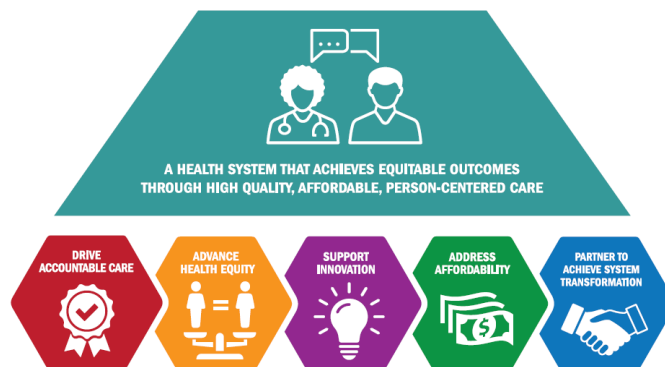 A HEALTH SYSTEM THAT ACHIEVES EQUITABLE OUTCOMES
THROUGH HIGH QUALITY, AFFORDABLE, PERSON-CENTERED CARE
DRIVE
ACCOUNTABLE CARE
ADVANCE
HEALTH EQUITY
SUPPORT
INNOVATION
ADDRESS
AFFORDABILITY
$
PARTNER TO
ACHIEVE SYSTEM
TRANSFORMATION